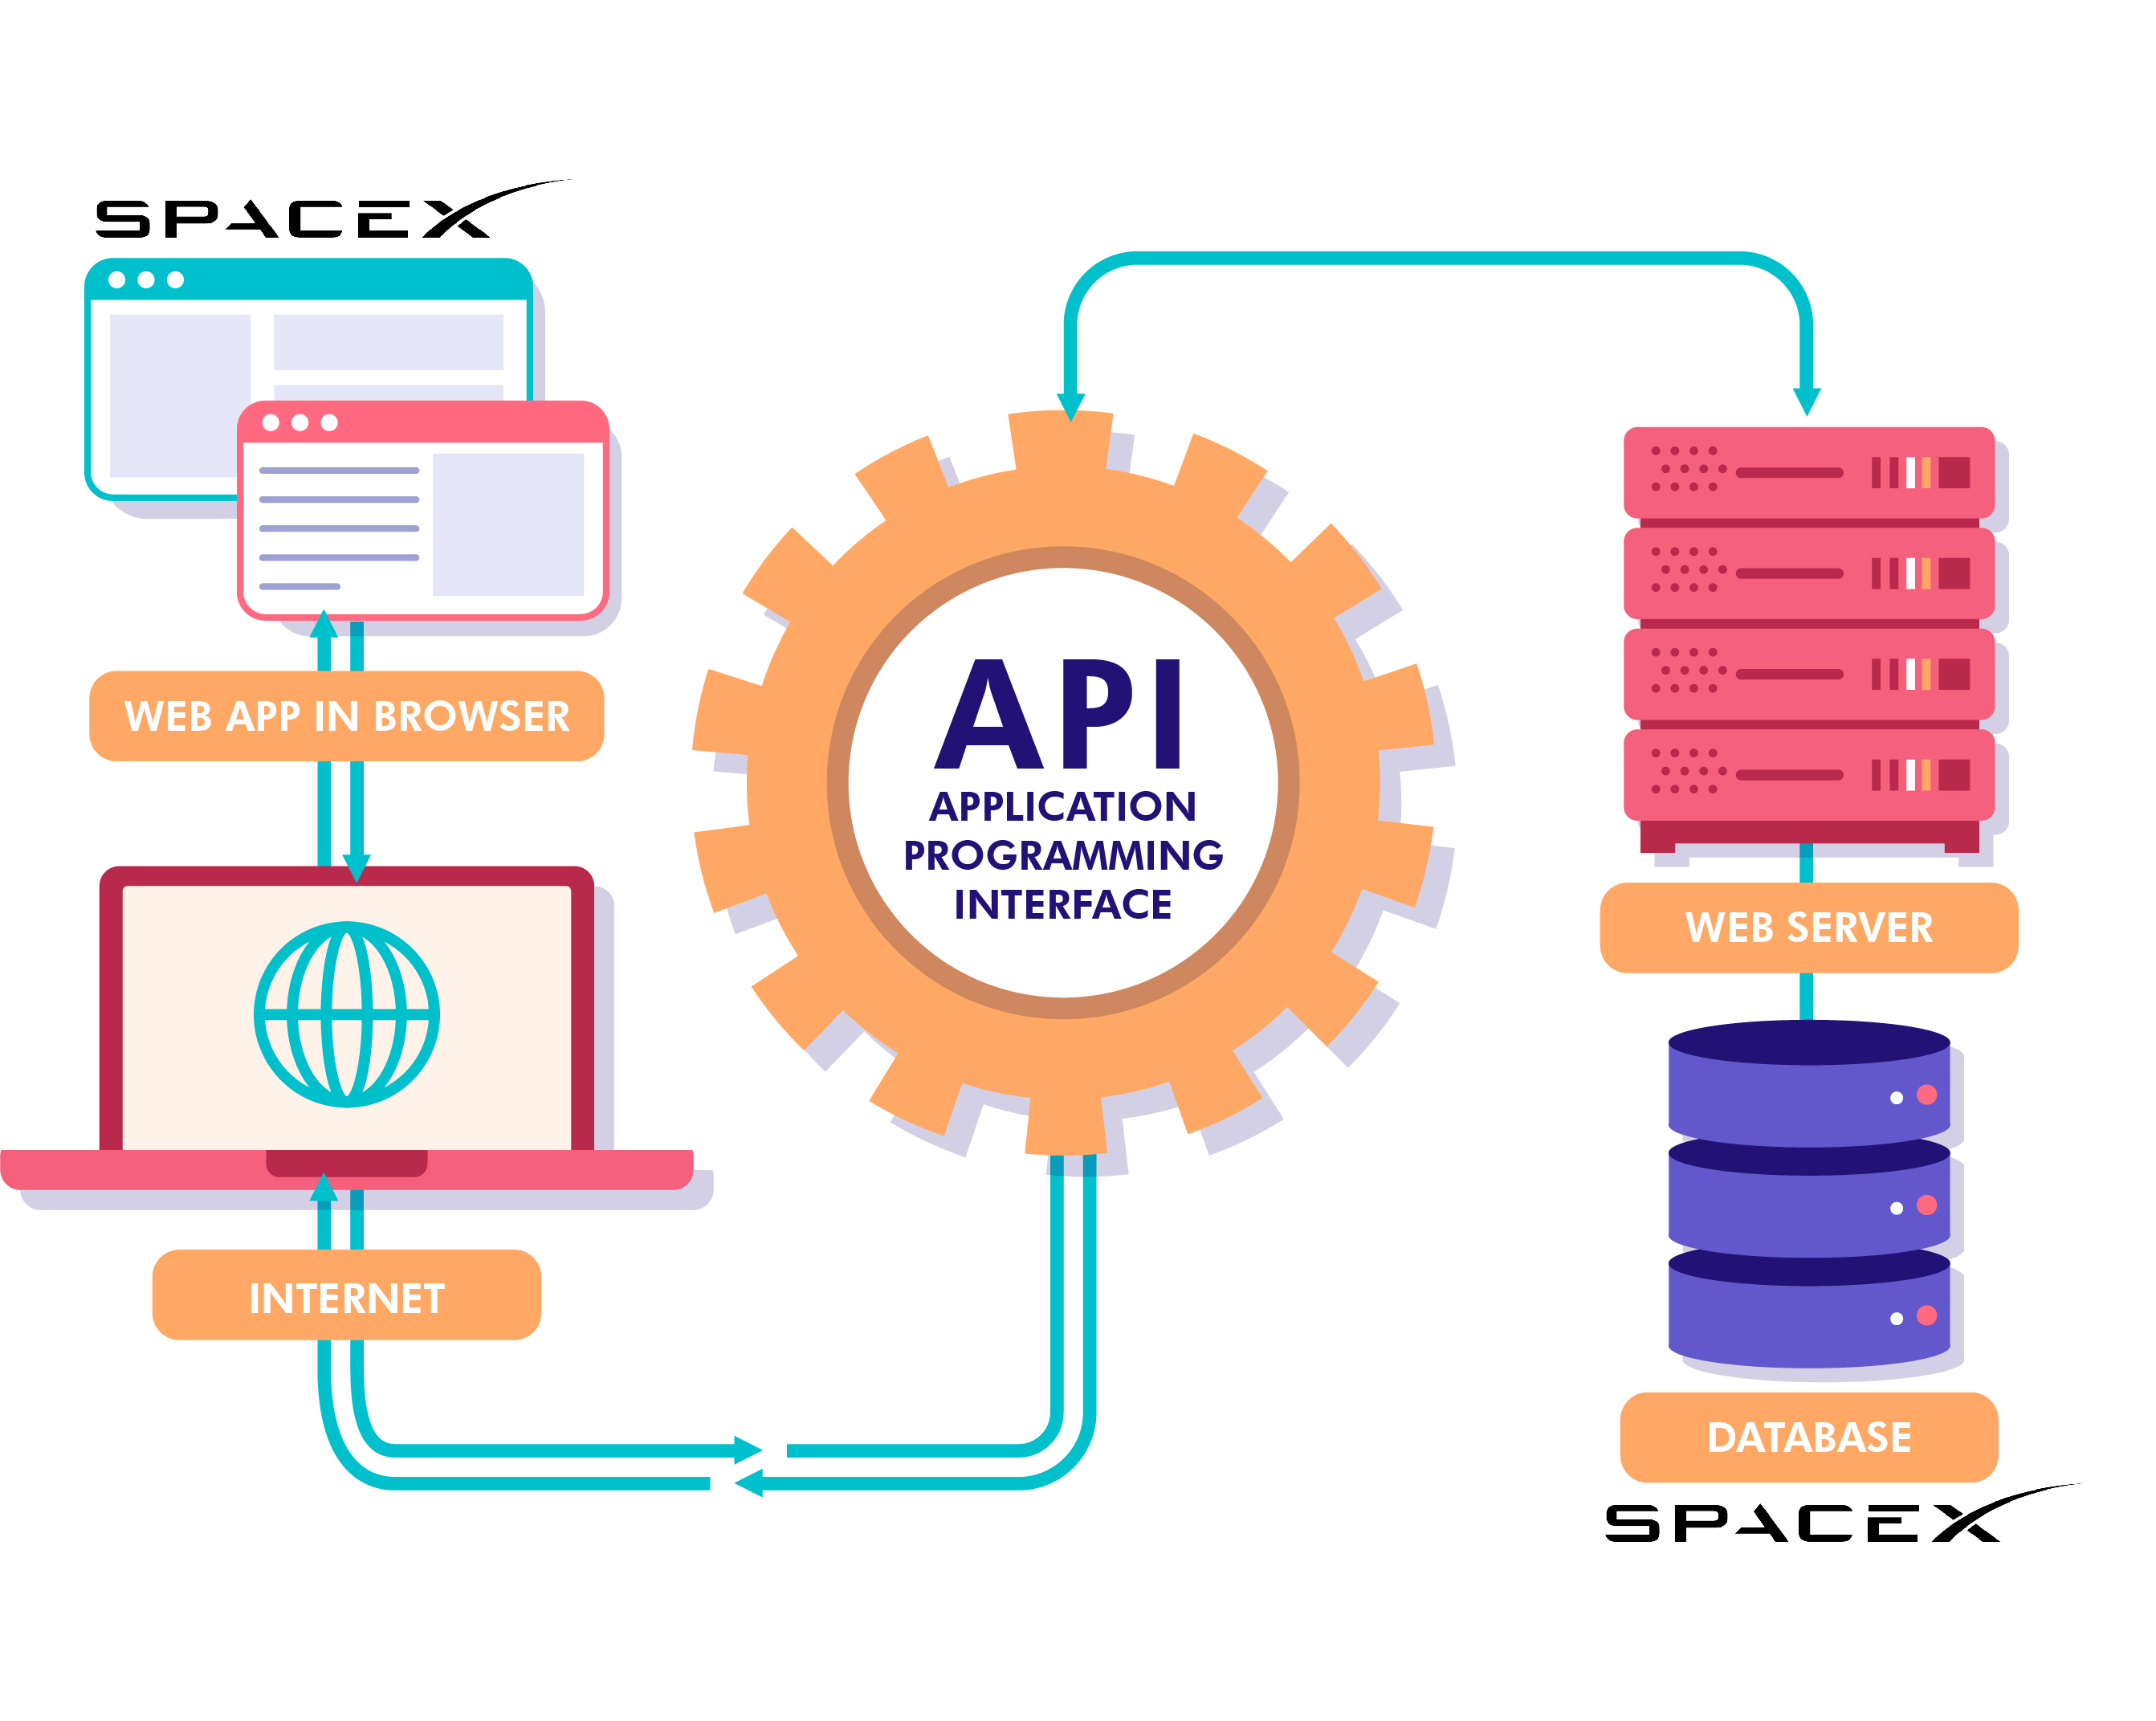 SPACEX
WEB APP IN BROWSER
INTERNET
API
APPLICATION
PROGRAMMING
INTERFACE
WEB SERVER
DATABASE
SPACEX